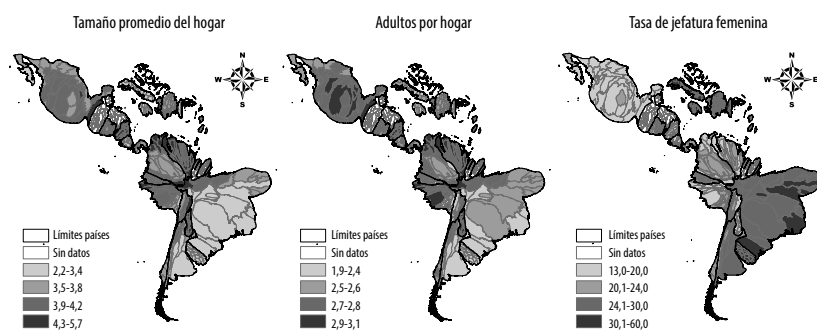 Tamaño promedio del hogar
N
W
E
S
Límites países
Sin datos
2,2-3,4
3,5-3,8
3,9-4,2
4,3-5,7
Adultos por hogar
N
W
E
S
Límites países
Sin datos
1,9-2,4
2,5-2,6
2,7-2,8
2,9-3,1
Tasa de jefatura femenina
N
W
E
S
Límites países
Sin datos
13,0-20,0
20,1-24,0
24,1-30,0
30,1-60,0